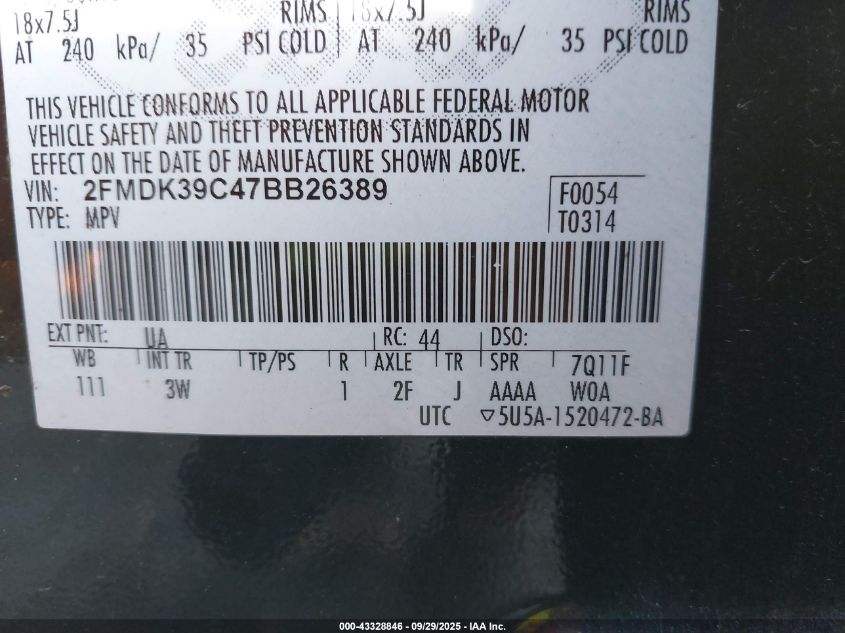 18x7.5J RIMS 18x7.5J RIMS
AT 240 kPa/ 35 PSI COLD AT 240 kPa/ 35 PSI COLD
THIS VEHICLE CONFORMS TO ALL APPLICABLE FEDERAL MOTOR
VEHICLE SAFETY AND THEFT PREVENTION STANDARDS IN
EFFECT ON THE DATE OF MANUFACTURE SHOWN ABOVE.
VIN: 2FMDK39C47BB26389 F0054
TYPE: MPV T0314
EXT PNT: UA RC: 44 DSO:
WB INT TR TP/PS R AXLE TR SPR 7Q11F
111 3W 1 2F J AAAA WOA
UTC ▽5U5A-1520472-BA
000-43328846 - 09/29/2025 - IAA Inc.